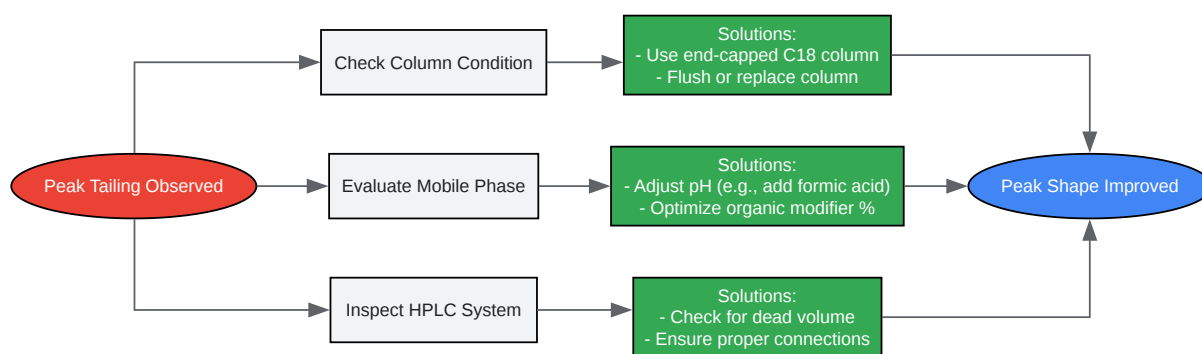 Peak Tailing Observed
Check Column Condition
Solutions:
- Use end-capped C18 column
- Flush or replace column
Evaluate Mobile Phase
Solutions:
- Adjust pH (e.g., add formic acid)
- Optimize organic modifier %
Inspect HPLC System
Solutions:
- Check for dead volume
- Ensure proper connections
Peak Shape Improved